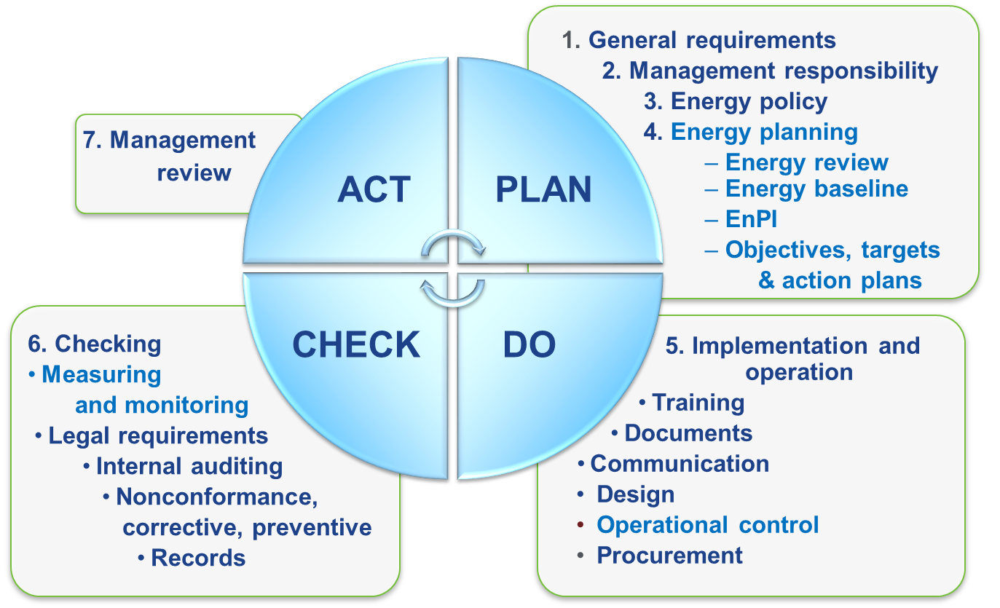 1. General requirements
2. Management responsibility
3. Energy policy
4. Energy planning
– Energy review
– Energy baseline
– EnPI
– Objectives, targets
& action plans
7. Management
review
ACT
PLAN
CHECK
DO
6. Checking
• Measuring
and monitoring
• Legal requirements
• Internal auditing
• Nonconformance,
corrective, preventive
• Records
5. Implementation and
operation
• Training
• Documents
• Communication
• Design
• Operational control
• Procurement